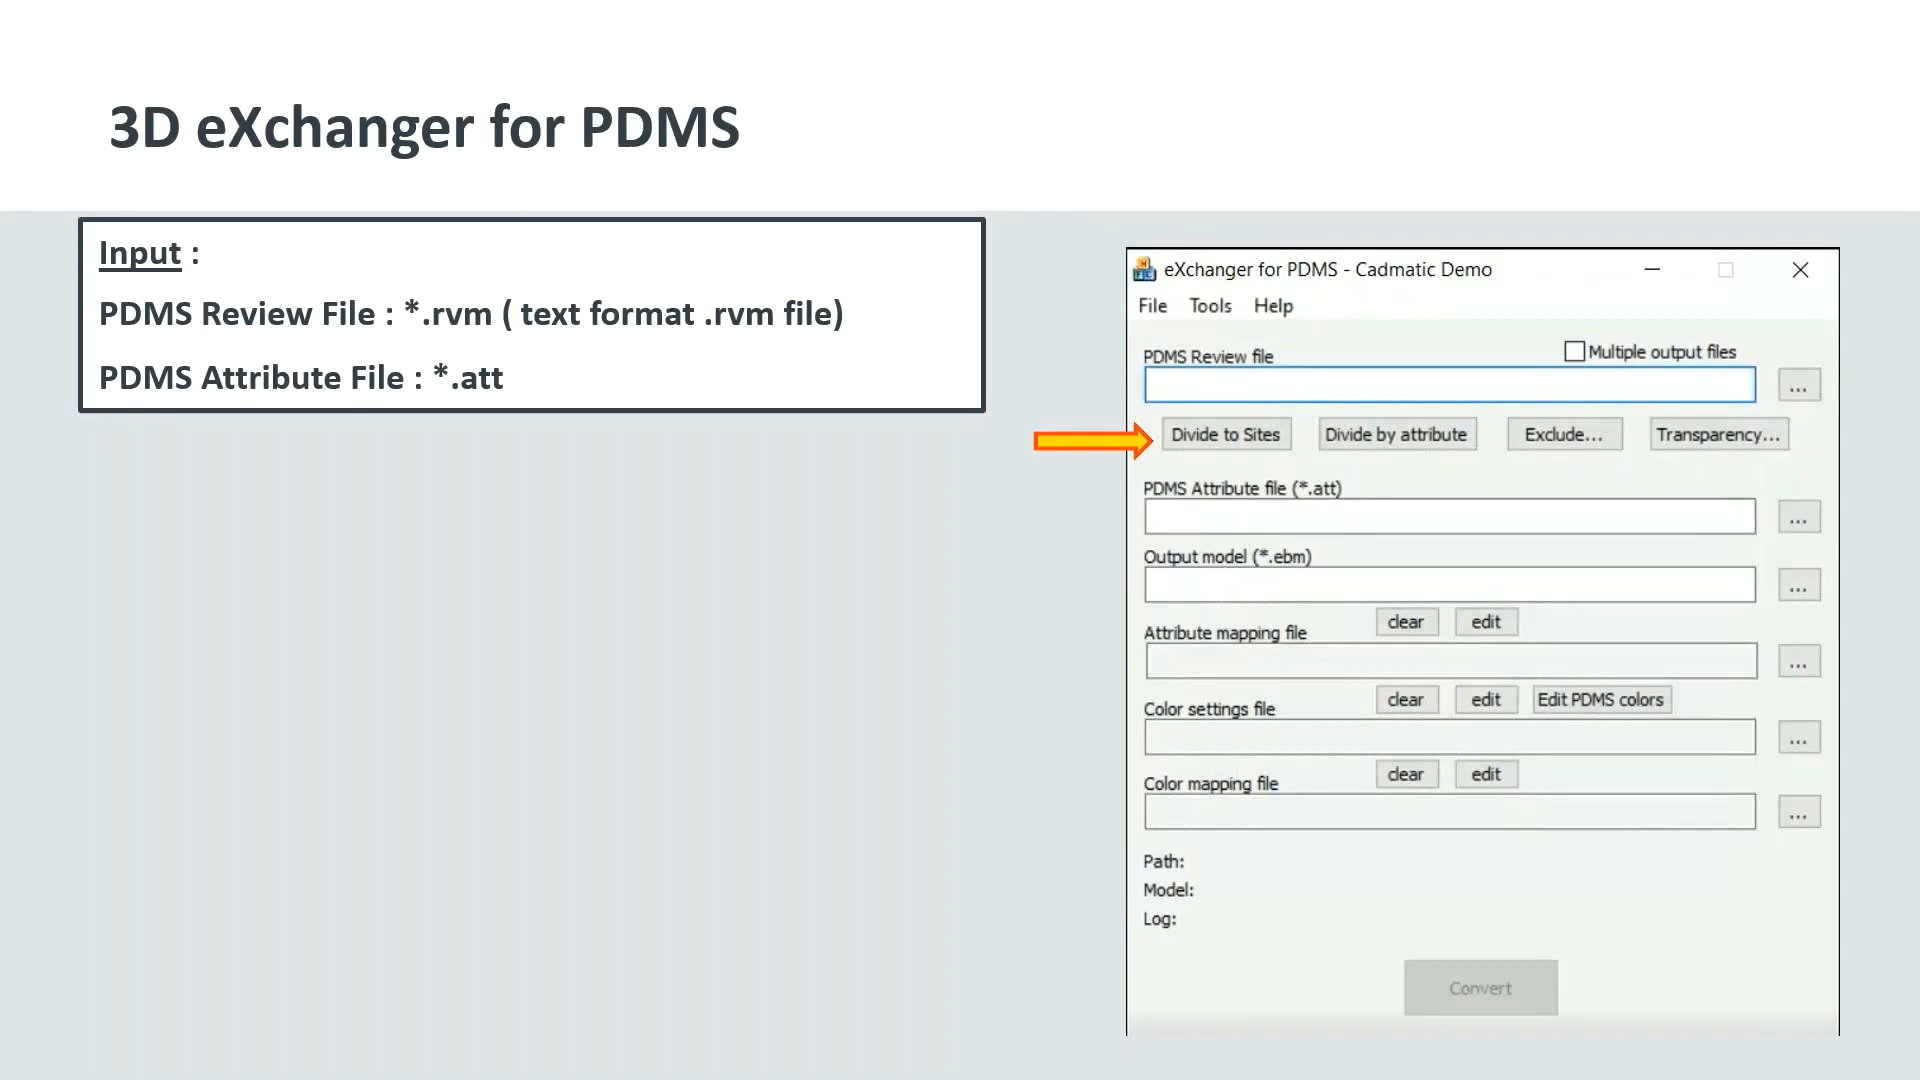 3D eXchanger for PDMS
Input :
PDMS Review File : *.rvm ( text format .rvm file)
PDMS Attribute File : *.att
eXchanger for PDMS - Cadmatic Demo
File Tools Help
PDMS Review file
Multiple output files
...
Divide to Sites
Divide by attribute
Exclude...
Transparency...
PDMS Attribute file (*.att)
...
Output model (*.ebm)
...
Attribute mapping file
clear
edit
...
Color settings file
clear
edit
Edit PDMS colors
...
Color mapping file
clear
edit
...
Path:
Model:
Log:
Convert